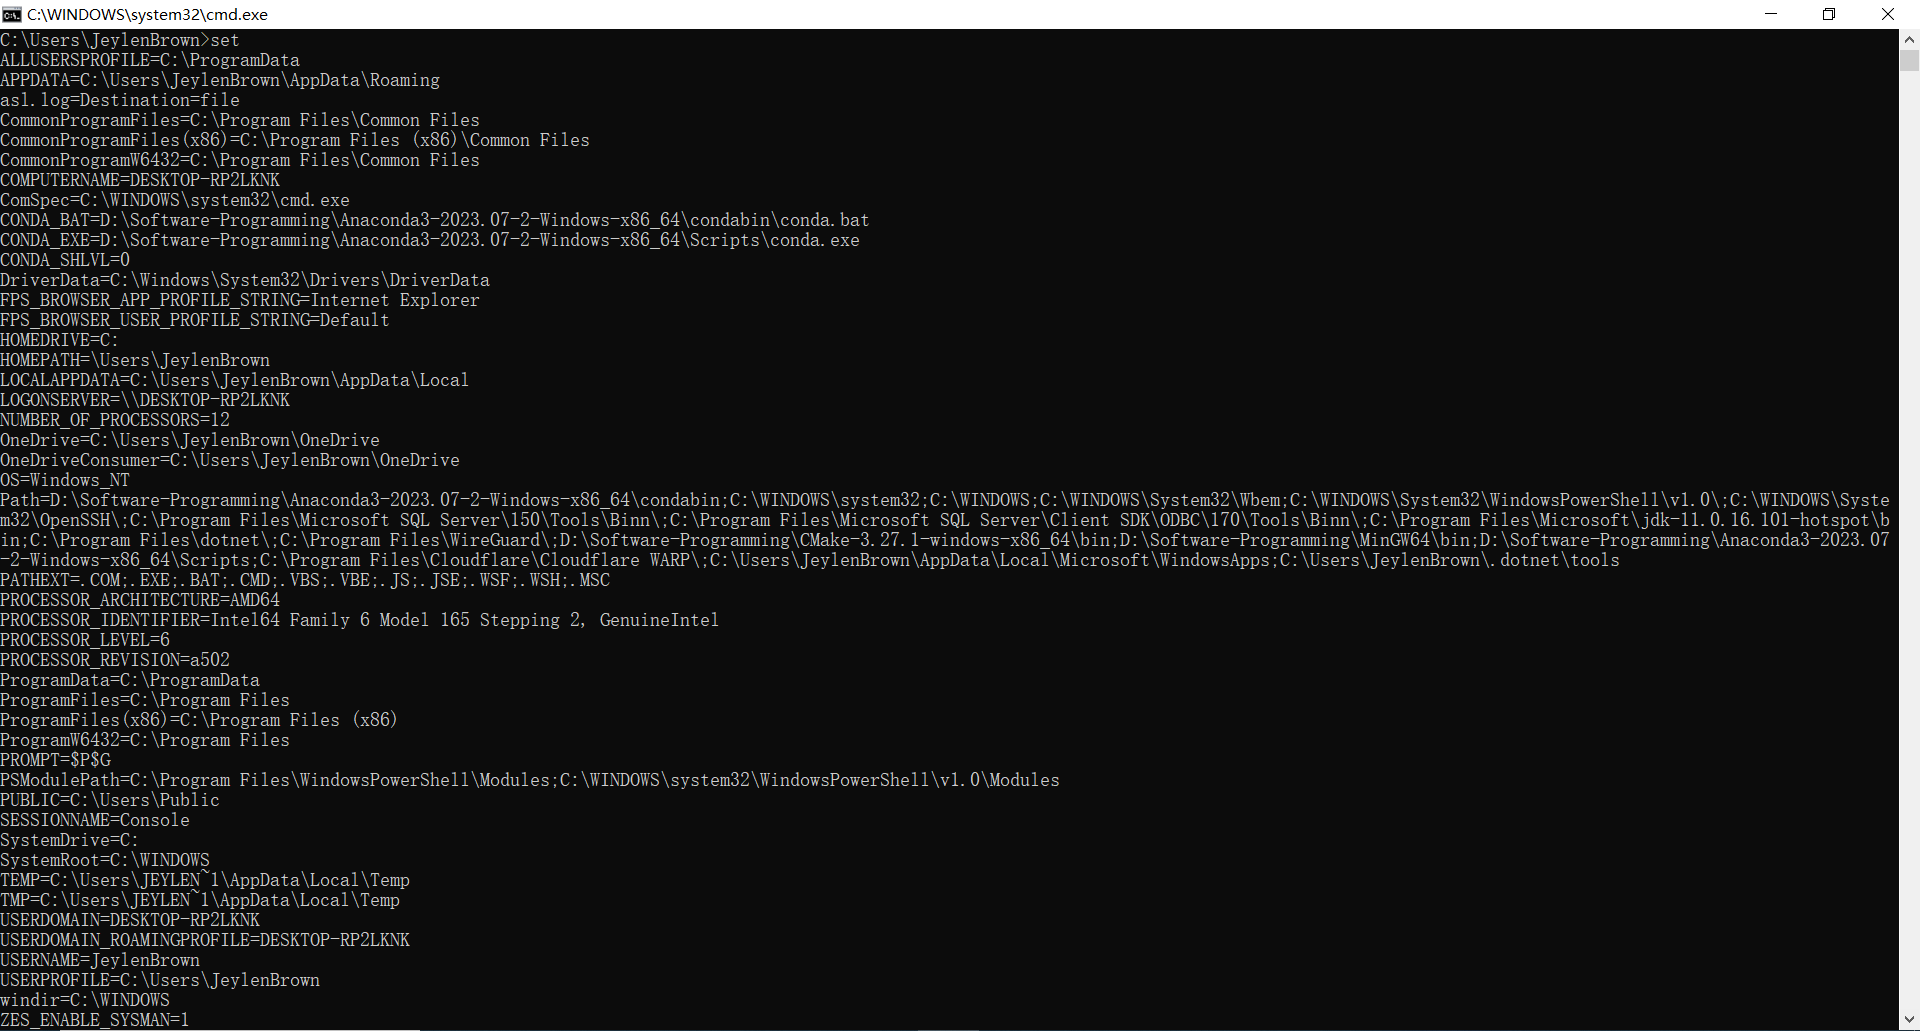 C:\WINDOWS\system32\cmd.exe
C:\Users\JeylenBrown>set
ALLUSERSPROFILE=C:\ProgramData
APPDATA=C:\Users\JeylenBrown\AppData\Roaming
asl.log=Destination=file
CommonProgramFiles=C:\Program Files\Common Files
CommonProgramFiles(x86)=C:\Program Files (x86)\Common Files
CommonProgramW6432=C:\Program Files\Common Files
COMPUTERNAME=DESKTOP-RP2LKNK
ComSpec=C:\WINDOWS\system32\cmd.exe
CONDA_BAT=D:\Software-Programming\Anaconda3-2023.07-2-Windows-x86_64\condabin\conda.bat
CONDA_EXE=D:\Software-Programming\Anaconda3-2023.07-2-Windows-x86_64\Scripts\conda.exe
CONDA_SHLVL=0
DriverData=C:\Windows\System32\Drivers\DriverData
FPS_BROWSER_APP_PROFILE_STRING=Internet Explorer
FPS_BROWSER_USER_PROFILE_STRING=Default
HOMEDRIVE=C:
HOMEPATH=\Users\JeylenBrown
LOCALAPPDATA=C:\Users\JeylenBrown\AppData\Local
LOGONSERVER=\\DESKTOP-RP2LKNK
NUMBER_OF_PROCESSORS=12
OneDrive=C:\Users\JeylenBrown\OneDrive
OneDriveConsumer=C:\Users\JeylenBrown\OneDrive
OS=Windows_NT
Path=D:\Software-Programming\Anaconda3-2023.07-2-Windows-x86_64\condabin;C:\WINDOWS\system32;C:\WINDOWS;C:\WINDOWS\System32\Wbem;C:\WINDOWS\System32\WindowsPowerShell\v1.0\;C:\WINDOWS\Syste
m32\OpenSSH\;C:\Program Files\Microsoft SQL Server\150\Tools\Binn\;C:\Program Files\Microsoft SQL Server\Client SDK\ODBC\170\Tools\Binn\;C:\Program Files\Microsoft\jdk-11.0.16.101-hotspot\b
in;C:\Program Files\dotnet\;C:\Program Files\WireGuard\;D:\Software-Programming\CMake-3.27.1-windows-x86_64\bin;D:\Software-Programming\MinGW64\bin;D:\Software-Programming\Anaconda3-2023.07
-2-Windows-x86_64\Scripts;C:\Program Files\Cloudflare\Cloudflare WARP\;C:\Users\JeylenBrown\AppData\Local\Microsoft\WindowsApps;C:\Users\JeylenBrown\.dotnet\tools
PATHEXT=.COM;.EXE;.BAT;.CMD;.VBS;.VBE;.JS;.JSE;.WSF;.WSH;.MSC
PROCESSOR_ARCHITECTURE=AMD64
PROCESSOR_IDENTIFIER=Intel64 Family 6 Model 165 Stepping 2, GenuineIntel
PROCESSOR_LEVEL=6
PROCESSOR_REVISION=a502
ProgramData=C:\ProgramData
ProgramFiles=C:\Program Files
ProgramFiles(x86)=C:\Program Files (x86)
ProgramW6432=C:\Program Files
PROMPT=$P$G
PSModulePath=C:\Program Files\WindowsPowerShell\Modules;C:\WINDOWS\system32\WindowsPowerShell\v1.0\Modules
PUBLIC=C:\Users\Public
SESSIONNAME=Console
SystemDrive=C:
SystemRoot=C:\WINDOWS
TEMP=C:\Users\JEYLEN~1\AppData\Local\Temp
TMP=C:\Users\JEYLEN~1\AppData\Local\Temp
USERDOMAIN=DESKTOP-RP2LKNK
USERDOMAIN_ROAMINGPROFILE=DESKTOP-RP2LKNK
USERNAME=JeylenBrown
USERPROFILE=C:\Users\JeylenBrown
windir=C:\WINDOWS
ZES_ENABLE_SYSMAN=1